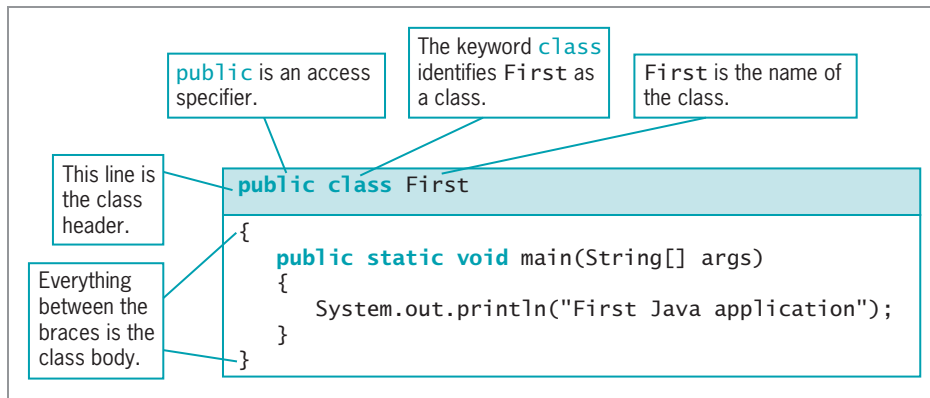 public is an access
specifier.
The keyword class
identifies First as
a class.
First is the name of
the class.
This line is
the class
header.
public class First
{
public static void main(String[] args)
{
System.out.println("First Java application");
}
}
Everything
between the
braces is the
class body.